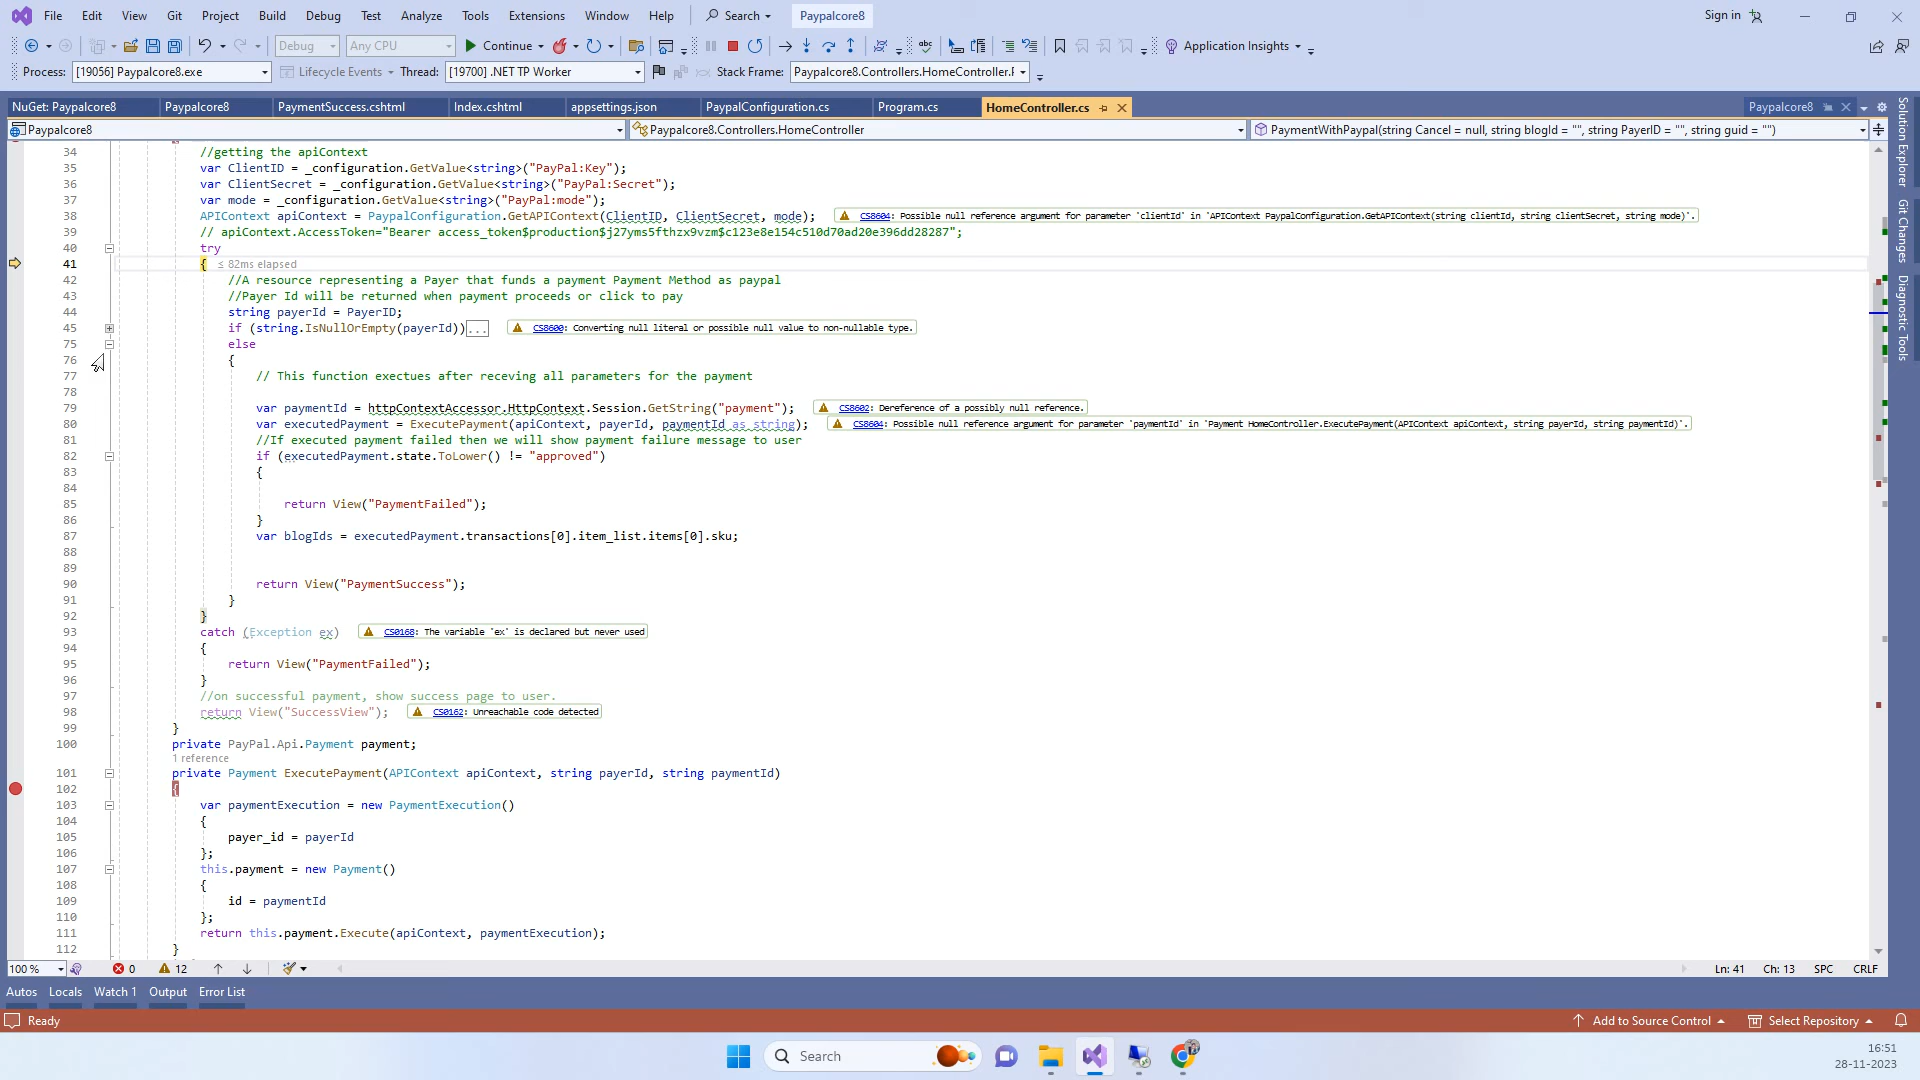 File Edit View Git Project Build Debug Test Analyze Tools Extensions Window Help Search Paypalcore8 Sign in
Debug Any CPU Continue Application Insights
Process: [19056] Paypalcore8.exe Lifecycle Events Thread: [19700] .NET TP Worker Stack Frame: Paypalcore8.Controllers.HomeController.
NuGet: Paypalcore8 Paypalcore8 PaymentSuccess.cshtml Index.cshtml appsettings.json PaypalConfiguration.cs Program.cs HomeController.cs Paypalcore8
Paypalcore8 Paypalcore8.Controllers.HomeController PaymentWithPaypal(string Cancel = null, string blogId = "", string PayerID = "", string guid = "")
34 //getting the apiContext
35 var ClientID = _configuration.GetValue<string>("PayPal:Key");
36 var ClientSecret = _configuration.GetValue<string>("PayPal:Secret");
37 var mode = _configuration.GetValue<string>("PayPal:mode");
38 APIContext apiContext = PaypalConfiguration.GetAPIContext(ClientID, ClientSecret, mode); CS8604: Possible null reference argument for parameter 'clientId' in 'APIContext PaypalConfiguration.GetAPIContext(string clientId, string clientSecret, string mode)'.
39 // apiContext.AccessToken="Bearer access_token$production$j27yms5fthzx9vzm$c123e8e154c510d70ad20e396dd28287";
40 try
41 { ≤ 82ms elapsed
42 //A resource representing a Payer that funds a payment Payment Method as paypal
43 //Payer Id will be returned when payment proceeds or click to pay
44 string payerId = PayerID;
45 if (string.IsNullOrEmpty(payerId))... CS8600: Converting null literal or possible null value to non-nullable type.
75 else
76 {
77 // This function exectues after receving all parameters for the payment
78
79 var paymentId = httpContextAccessor.HttpContext.Session.GetString("payment"); CS8602: Dereference of a possibly null reference.
80 var executedPayment = ExecutePayment(apiContext, payerId, paymentId as string); CS8604: Possible null reference argument for parameter 'paymentId' in 'Payment HomeController.ExecutePayment(APIContext apiContext, string payerId, string paymentId)'.
81 //If executed payment failed then we will show payment failure message to user
82 if (executedPayment.state.ToLower() != "approved")
83 {
84
85 return View("PaymentFailed");
86 }
87 var blogIds = executedPayment.transactions[0].item_list.items[0].sku;
88
89
90 return View("PaymentSuccess");
91 }
92 }
93 catch (Exception ex) CS0168: The variable 'ex' is declared but never used
94 {
95 return View("PaymentFailed");
96 }
97 //on successful payment, show success page to user.
98 return View("SuccessView"); CS0162: Unreachable code detected
99 }
100 private PayPal.Api.Payment payment;
1 reference
101 private Payment ExecutePayment(APIContext apiContext, string payerId, string paymentId)
102 {
103 var paymentExecution = new PaymentExecution()
104 {
105 payer_id = payerId
106 };
107 this.payment = new Payment()
108 {
109 id = paymentId
110 };
111 return this.payment.Execute(apiContext, paymentExecution);
112 }
Solution Explorer
Git Changes
Diagnostic Tools
100 % 0 12 Ln: 41 Ch: 13 SPC CRLF
Autos Locals Watch 1 Output Error List
Ready Add to Source Control Select Repository
Search
16:51
28-11-2023